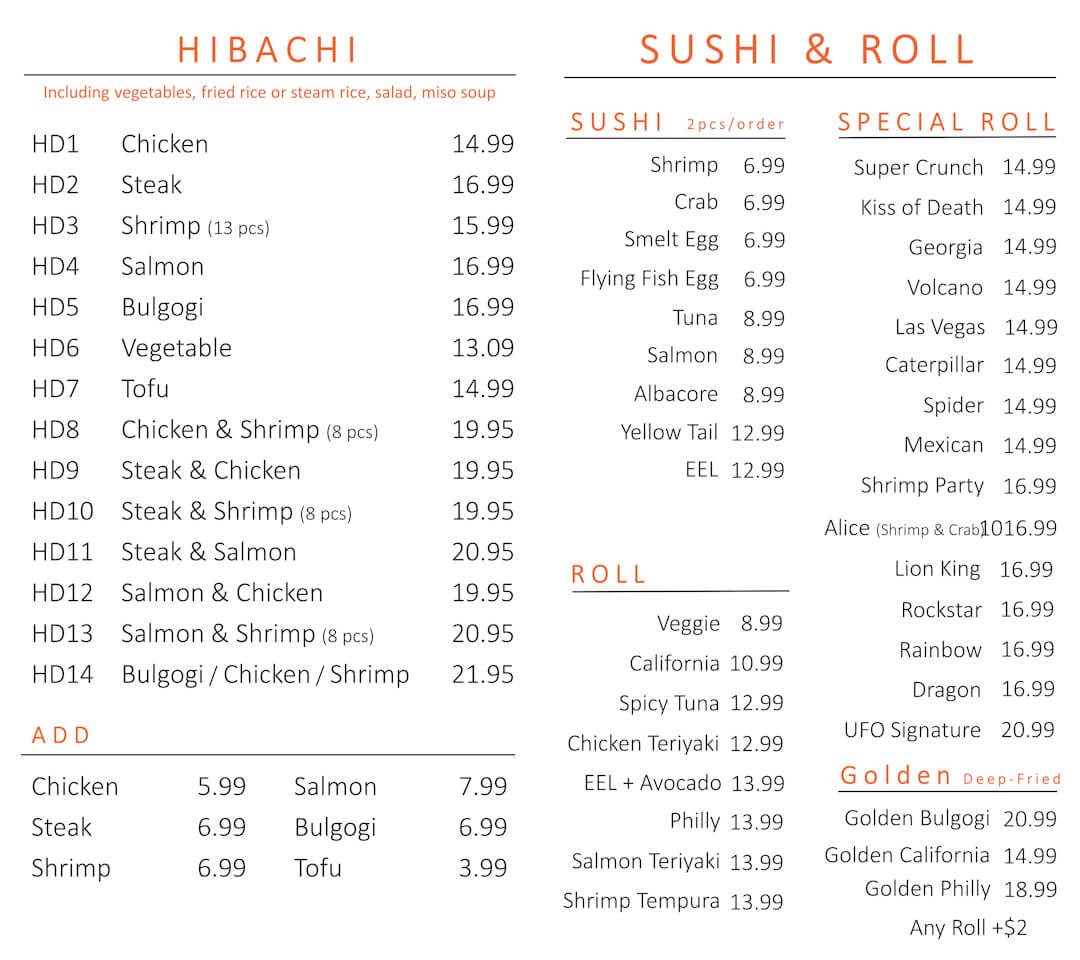 HIBACHI
Including vegetables, fried rice or steam rice, salad, miso soup
HD1 Chicken 14.99
HD2 Steak 16.99
HD3 Shrimp (13 pcs) 15.99
HD4 Salmon 16.99
HD5 Bulgogi 16.99
HD6 Vegetable 13.09
HD7 Tofu 14.99
HD8 Chicken & Shrimp (8 pcs) 19.95
HD9 Steak & Chicken 19.95
HD10 Steak & Shrimp (8 pcs) 19.95
HD11 Steak & Salmon 20.95
HD12 Salmon & Chicken 19.95
HD13 Salmon & Shrimp (8 pcs) 20.95
HD14 Bulgogi / Chicken / Shrimp 21.95
ADD
Chicken 5.99 Salmon 7.99
Steak 6.99 Bulgogi 6.99
Shrimp 6.99 Tofu 3.99
SUSHI & ROLL
SUSHI 2pcs/order
Shrimp 6.99
Crab 6.99
Smelt Egg 6.99
Flying Fish Egg 6.99
Tuna 8.99
Salmon 8.99
Albacore 8.99
Yellow Tail 12.99
EEL 12.99
ROLL
Veggie 8.99
California 10.99
Spicy Tuna 12.99
Chicken Teriyaki 12.99
EEL + Avocado 13.99
Philly 13.99
Salmon Teriyaki 13.99
Shrimp Tempura 13.99
SPECIAL ROLL
Super Crunch 14.99
Kiss of Death 14.99
Georgia 14.99
Volcano 14.99
Las Vegas 14.99
Caterpillar 14.99
Spider 14.99
Mexican 14.99
Shrimp Party 16.99
Alice (Shrimp & Crab)1016.99
Lion King 16.99
Rockstar 16.99
Rainbow 16.99
Dragon 16.99
UFO Signature 20.99
Golden Deep-Fried
Golden Bulgogi 20.99
Golden California 14.99
Golden Philly 18.99
Any Roll +$2